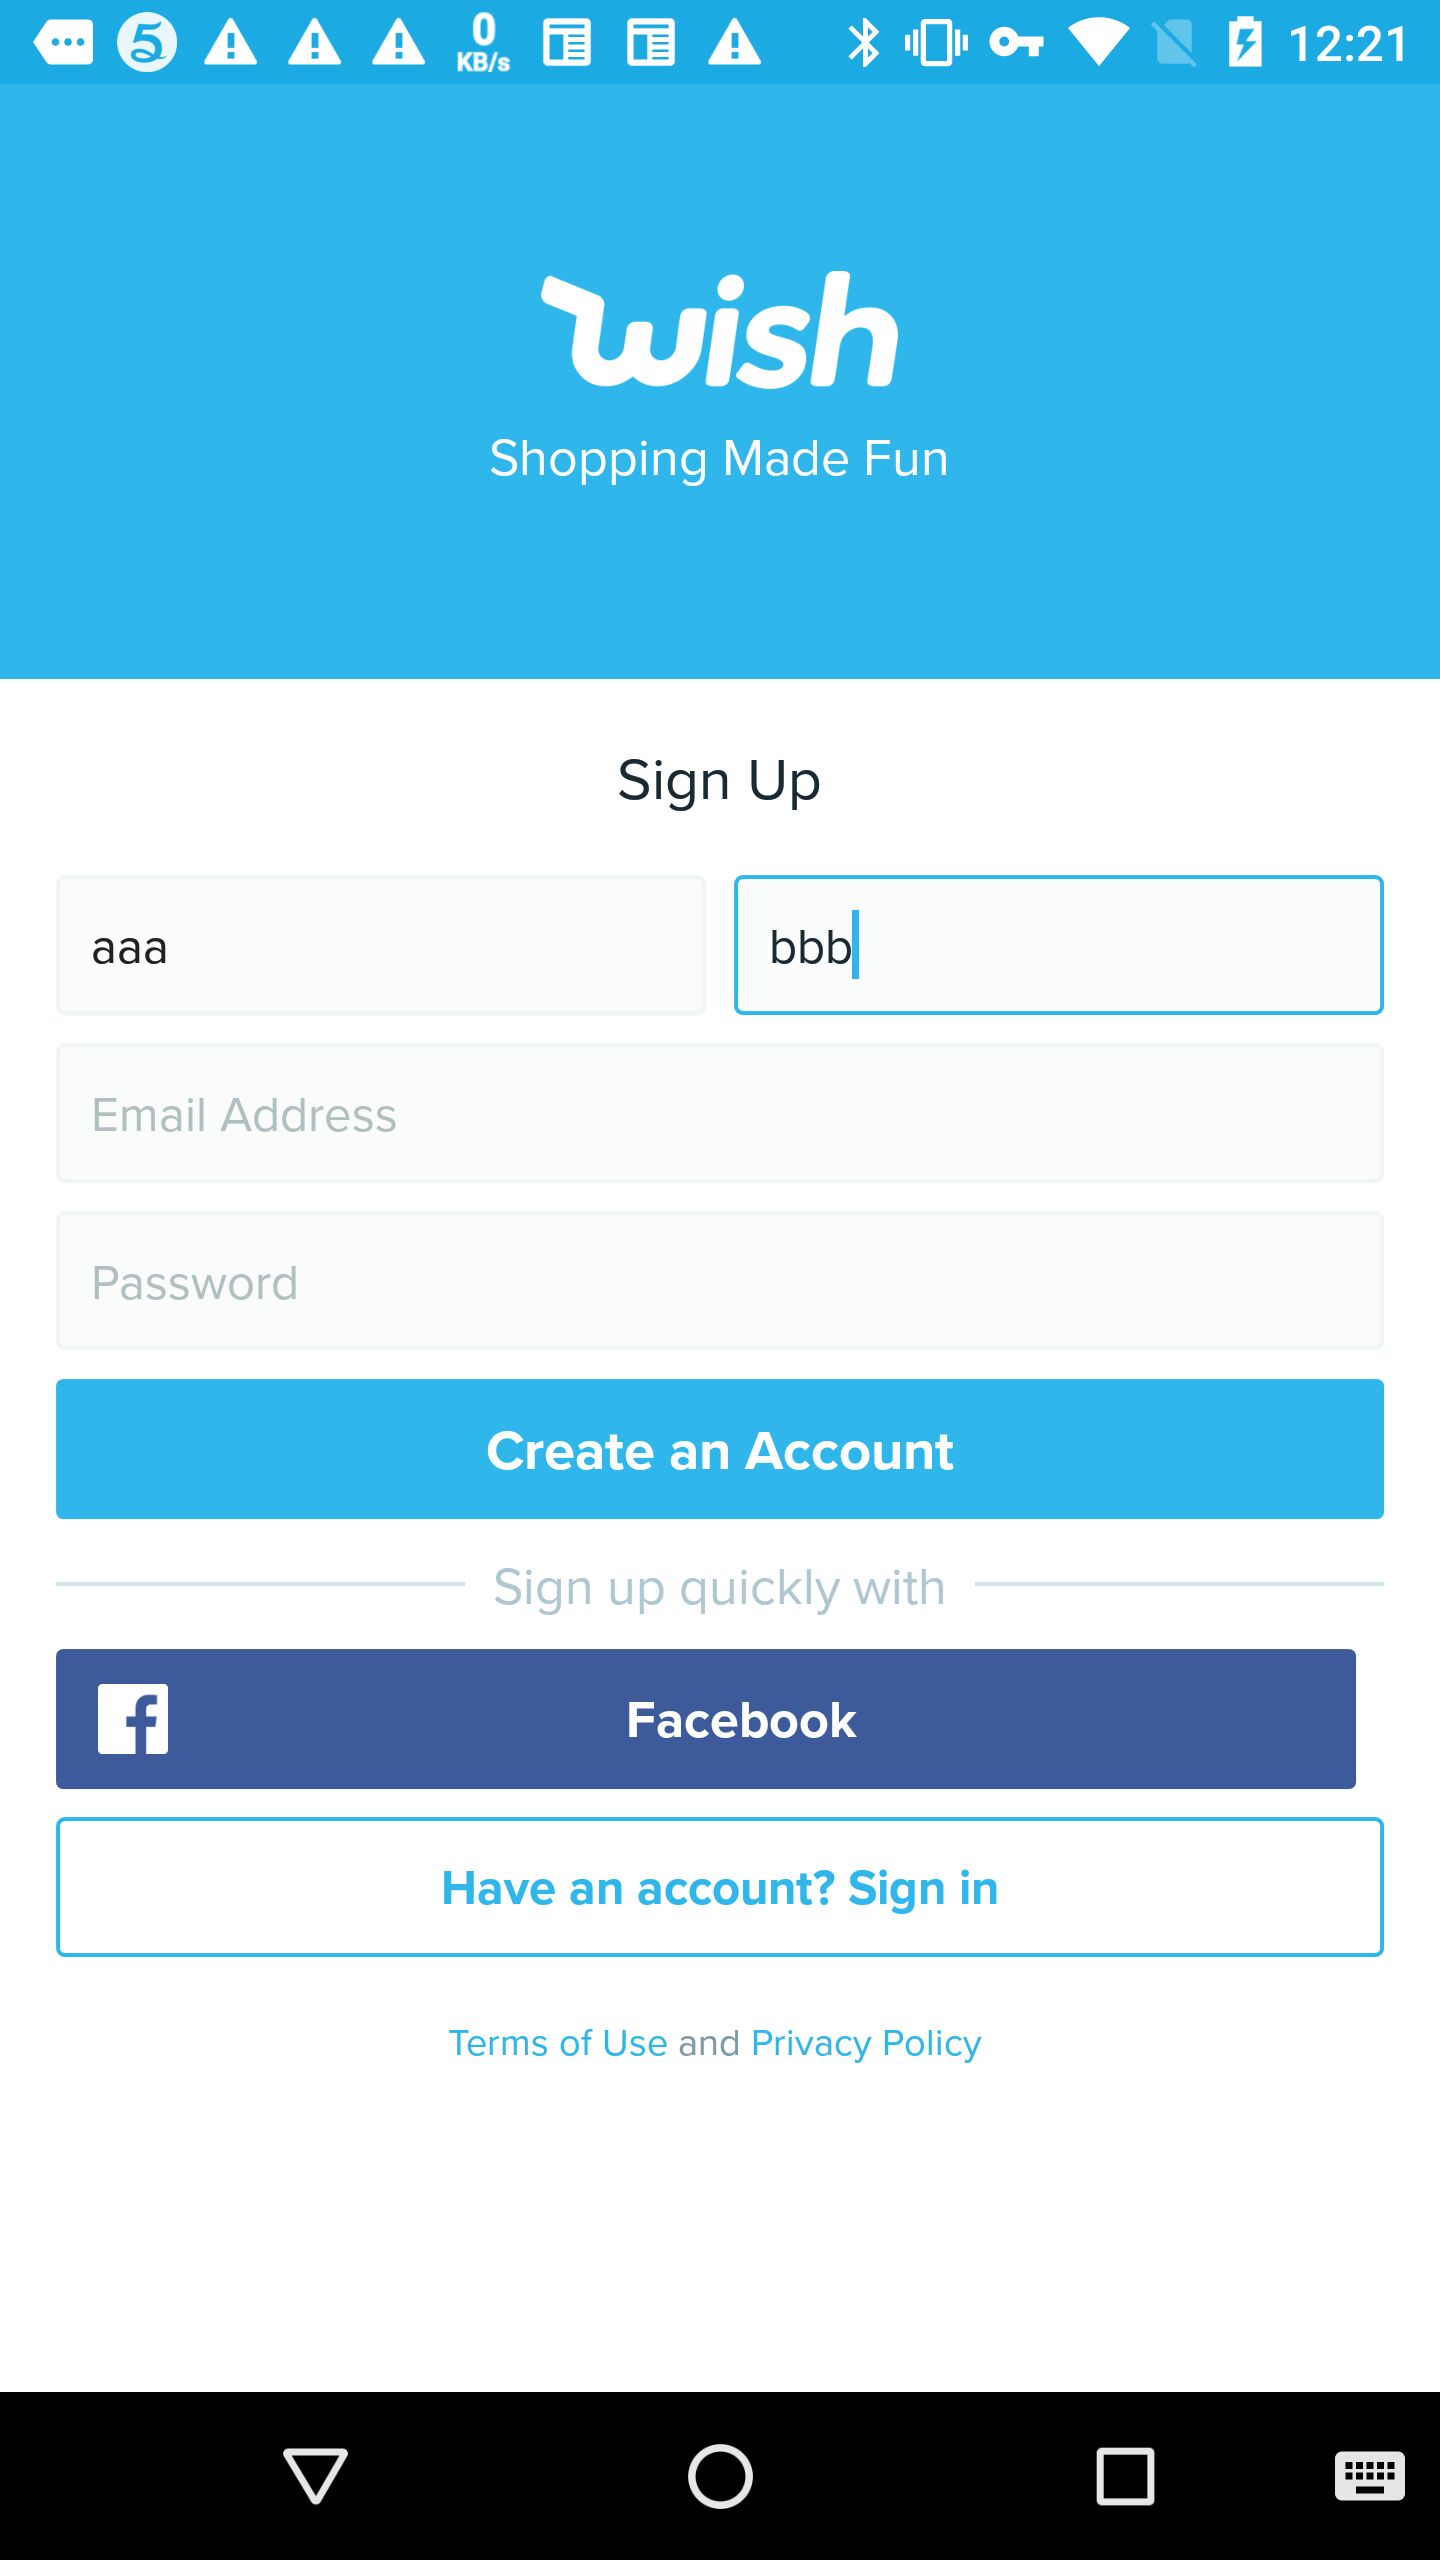 0
KB/s
12:21
wish
Shopping Made Fun
Sign Up
aaa
bbb
Email Address
Password
Create an Account
Sign up quickly with
Facebook
Have an account? Sign in
Terms of Use and Privacy Policy